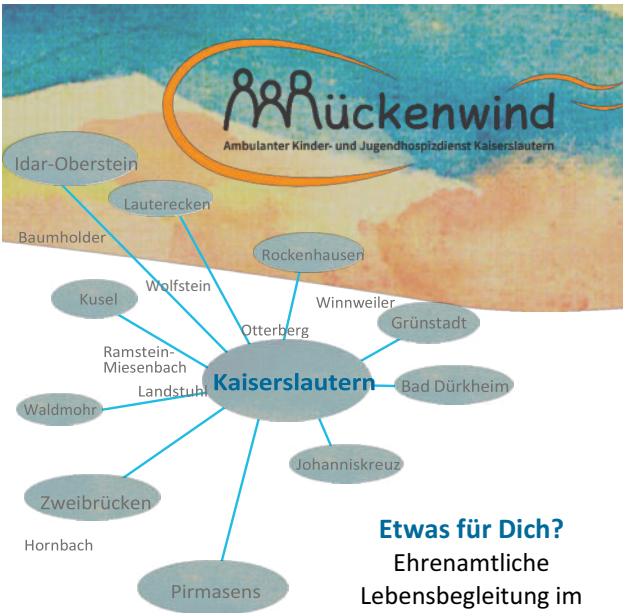 Rückenwind
Ambulanter Kinder- und Jugendhospizdienst Kaiserslautern
Idar-Oberstein
Lauterecken
Baumholder
Rockenhausen
Wolfstein
Kusel
Winnweiler
Grünstadt
Otterberg
Ramstein-
Miesenbach
Kaiserslautern
Bad Dürkheim
Landstuhl
Waldmohr
Johanniskreuz
Zweibrücken
Etwas für Dich?
Hornbach
Ehrenamtliche
Pirmasens
Lebensbegleitung im